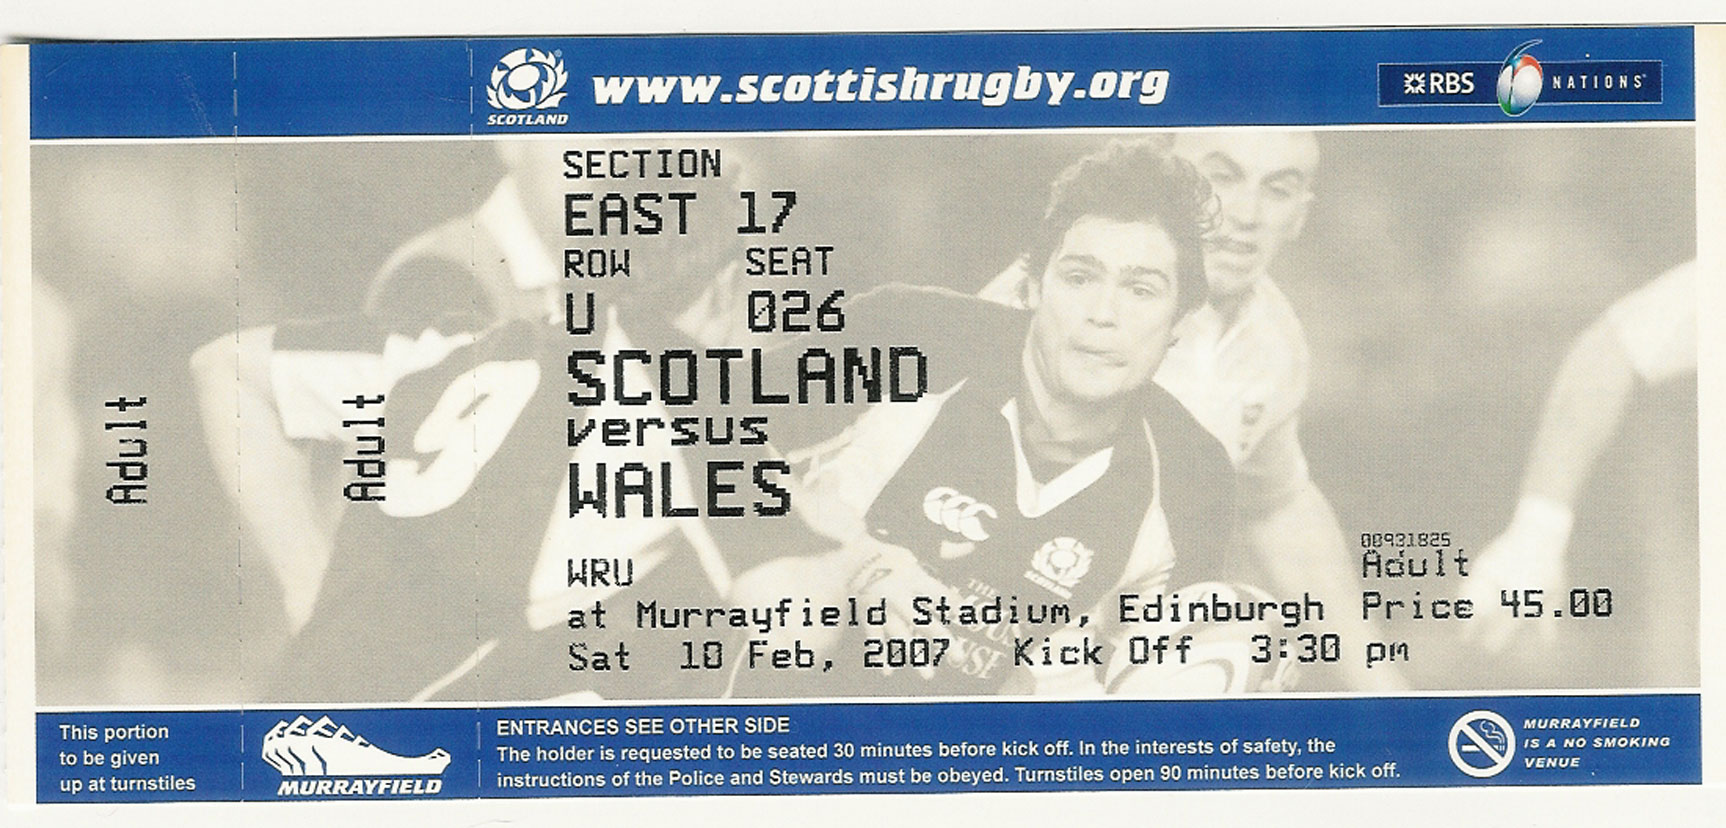 SCOTLAND
www.scottishrugby.org
RBS 6 NATIONS
SECTION
EAST 17
ROW SEAT
U 026
SCOTLAND
versus
WALES
Adult
Adult
9
THE
WRU
00931825
Adult
at Murrayfield Stadium, Edinburgh Price 45.00
Sat 10 Feb, 2007 Kick Off 3:30 pm
This portion
to be given
up at turnstiles
MURRAYFIELD
ENTRANCES SEE OTHER SIDE
The holder is requested to be seated 30 minutes before kick off. In the interests of safety, the
instructions of the Police and Stewards must be obeyed. Turnstiles open 90 minutes before kick off.
MURRAYFIELD
IS A NO SMOKING
VENUE